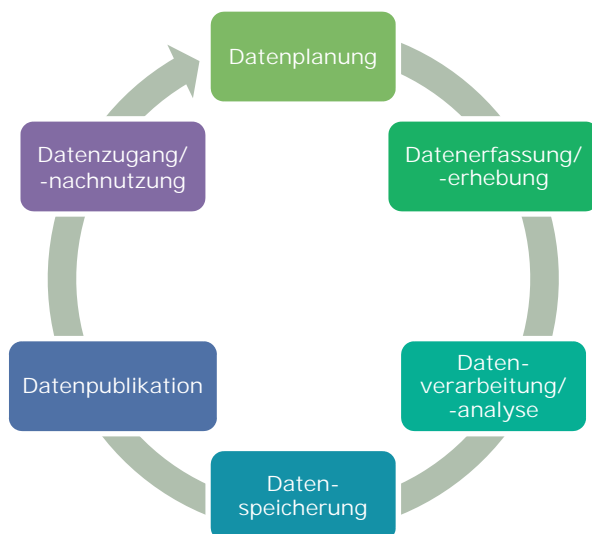 Datenplanung
Datenerfassung/
-erhebung
Daten-
verarbeitung/
-analyse
Daten-
speicherung
Datenpublikation
Datenzugang/
-nachnutzung